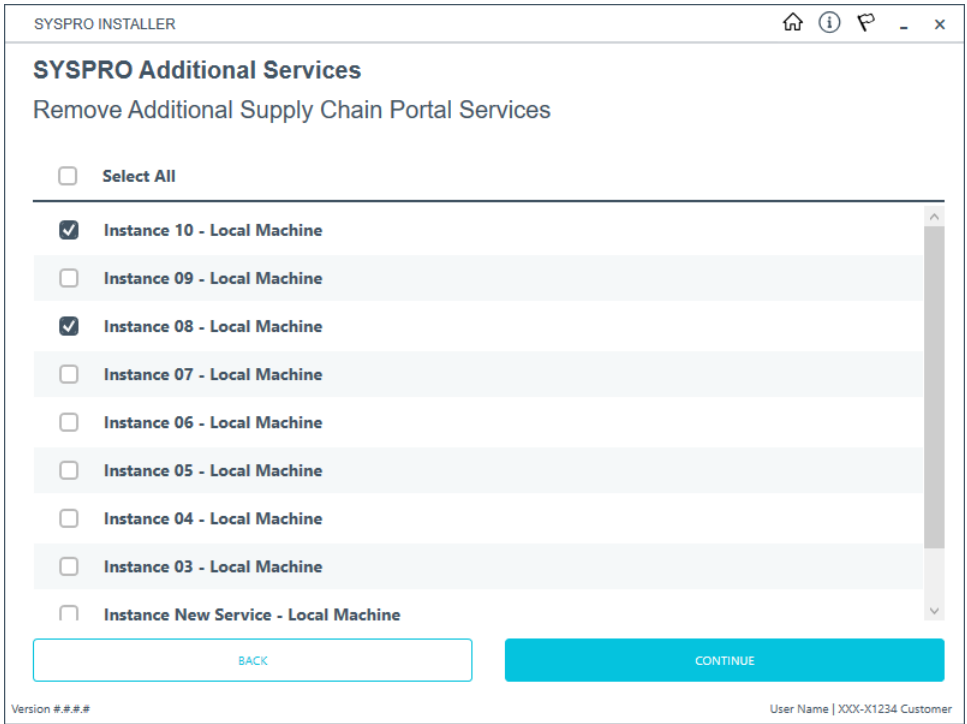 SYSPRO INSTALLER
SYSPRO Additional Services
Remove Additional Supply Chain Portal Services
Select All
Instance 10 - Local Machine
Instance 09 - Local Machine
Instance 08 - Local Machine
Instance 07 - Local Machine
Instance 06 - Local Machine
Instance 05 - Local Machine
Instance 04 - Local Machine
Instance 03 - Local Machine
Instance New Service - Local Machine
BACK CONTINUE
Version #.#.#.# User Name | XXX-X1234 Customer